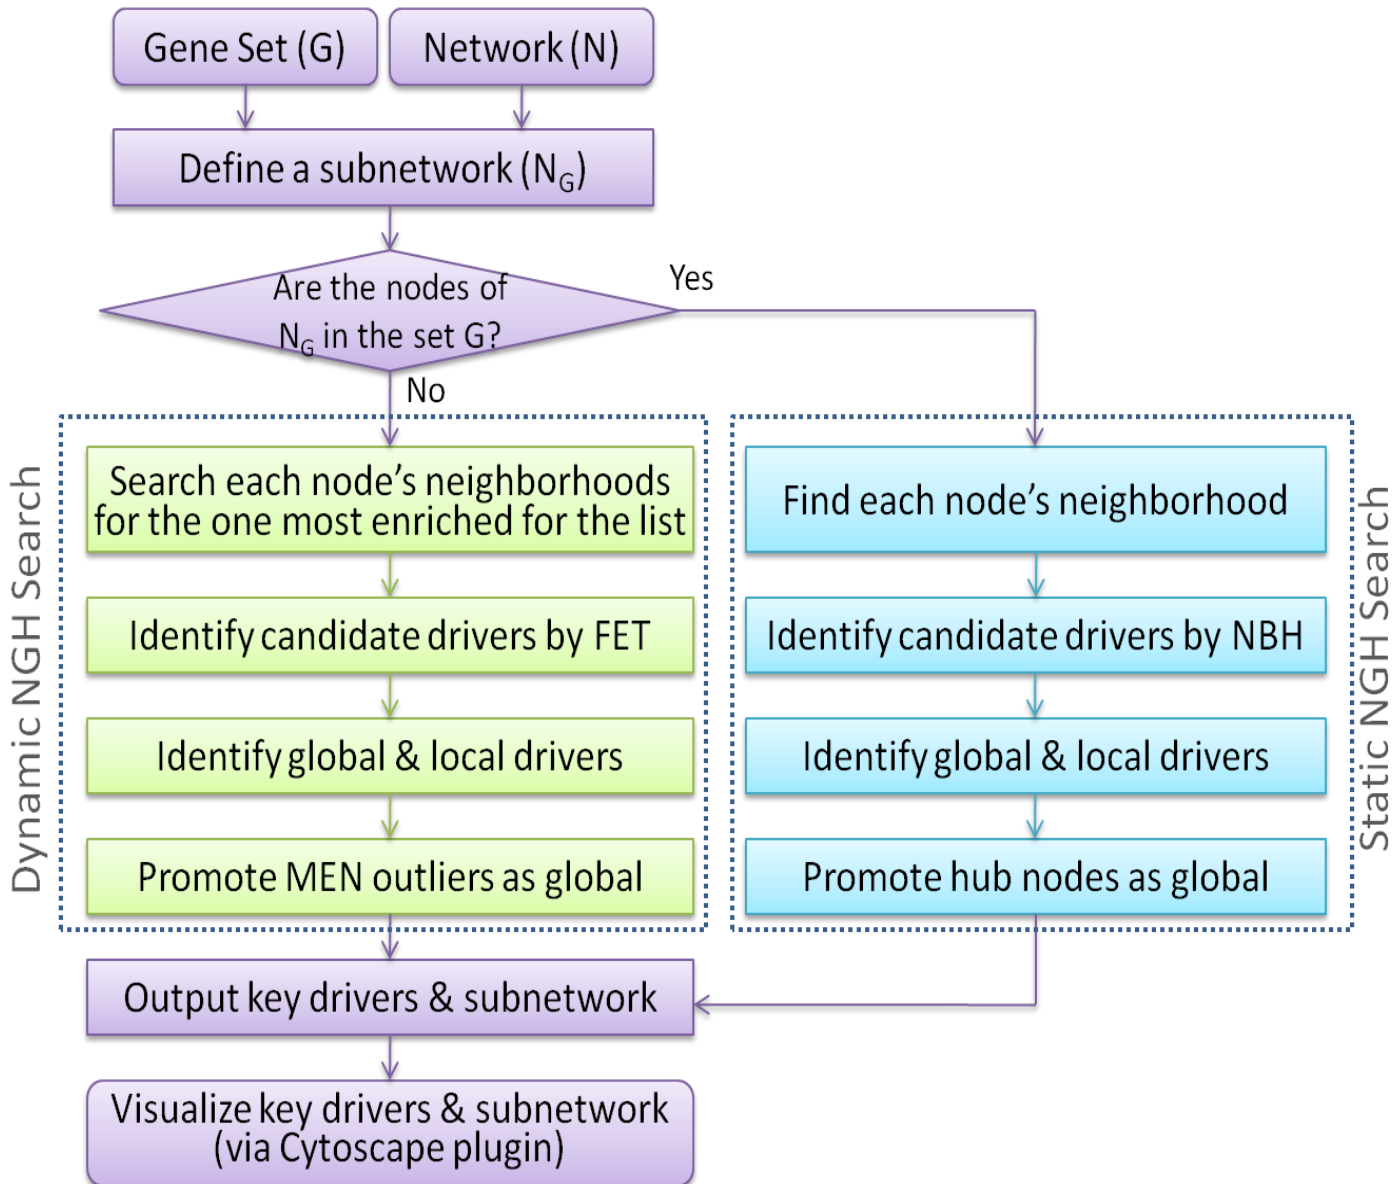 Gene Set (G)
Network (N)
Define a subnetwork (NG)
Are the nodes of
NG in the set G?
Yes
No
Dynamic NGH Search
Search each node's neighborhoods
for the one most enriched for the list
Identify candidate drivers by FET
Identify global & local drivers
Promote MEN outliers as global
Find each node's neighborhood
Identify candidate drivers by NBH
Identify global & local drivers
Promote hub nodes as global
Static NGH Search
Output key drivers & subnetwork
Visualize key drivers & subnetwork
(via Cytoscape plugin)